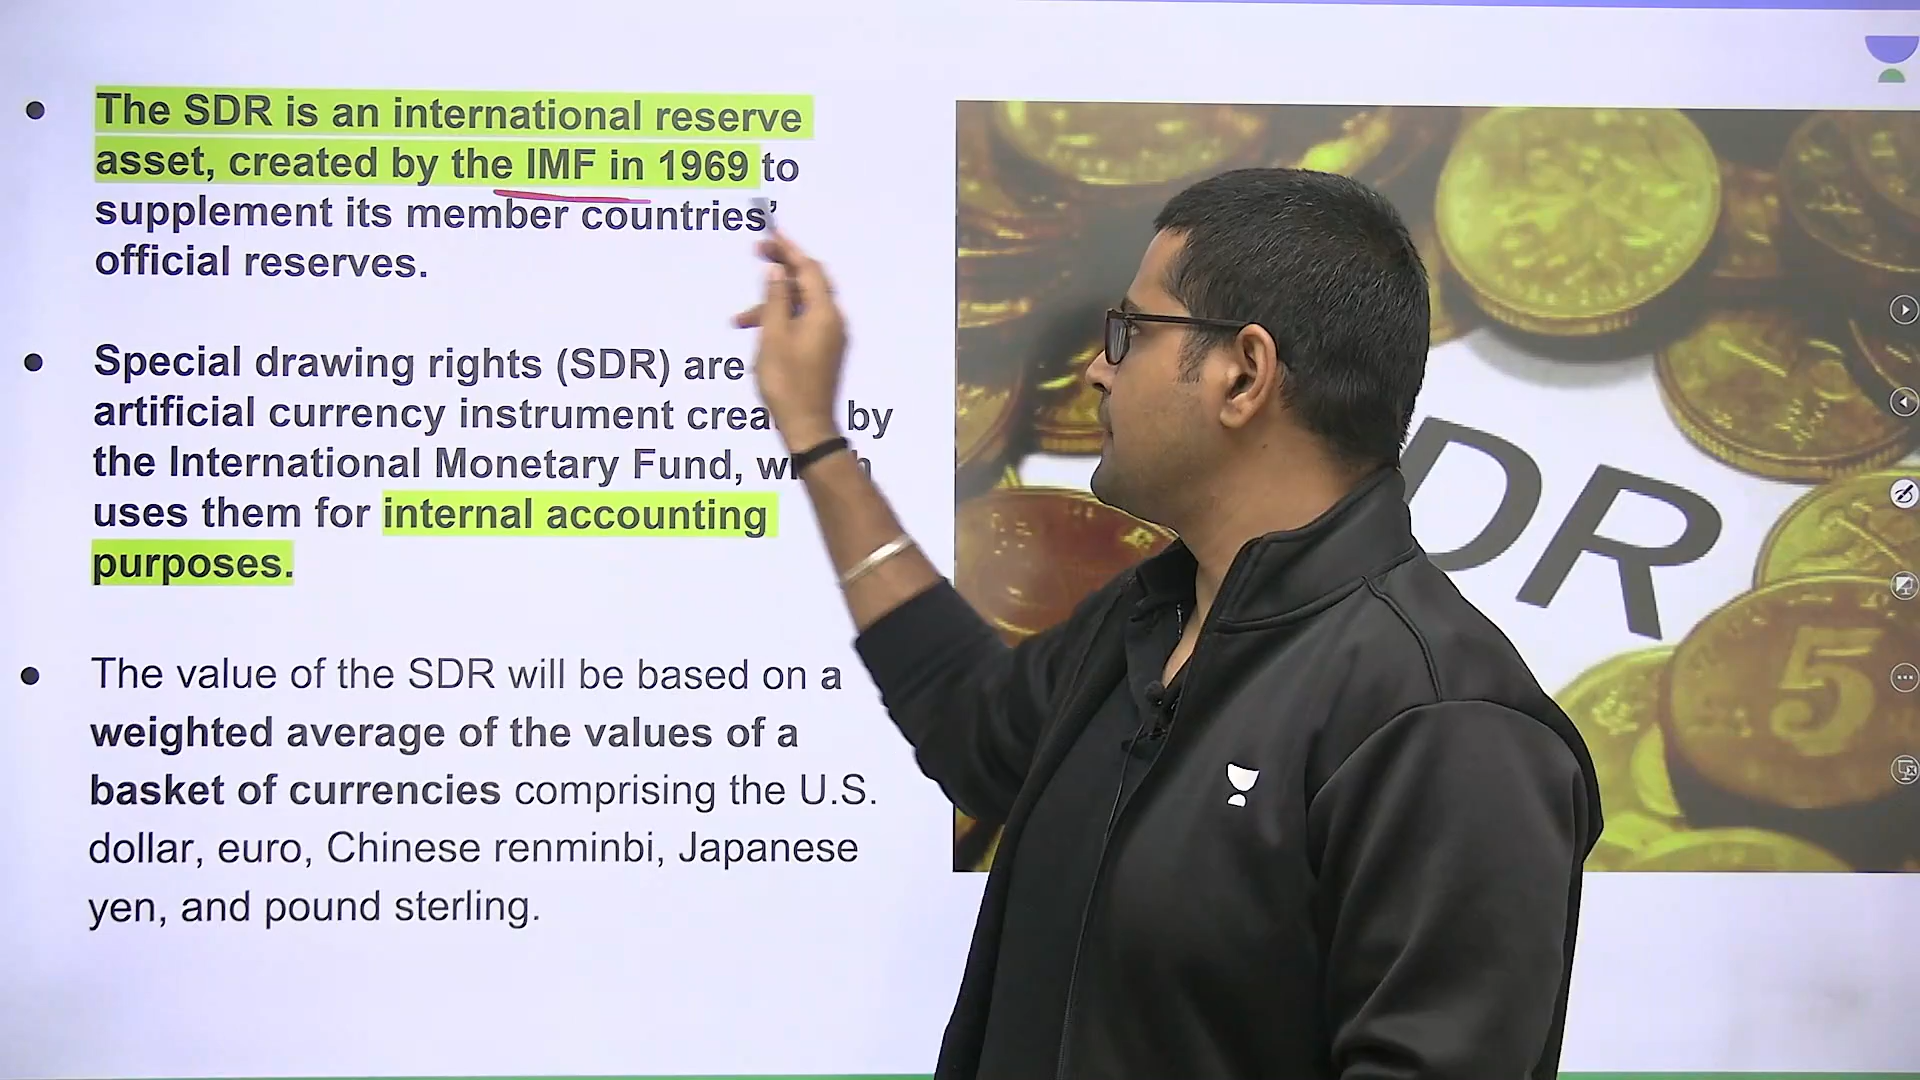 The SDR is an international reserve
asset, created by the IMF in 1969 to
supplement its member countries’
official reserves.
Special drawing rights (SDR) are
artificial currency instrument by
the International Monetary Fund,
uses them for internal accounting
purposes.
The value of the SDR will be based on a
weighted average of the values of a
basket of currencies comprising the U.S.
dollar, euro, Chinese renminbi, Japanese
yen, and pound sterling.
DR
5